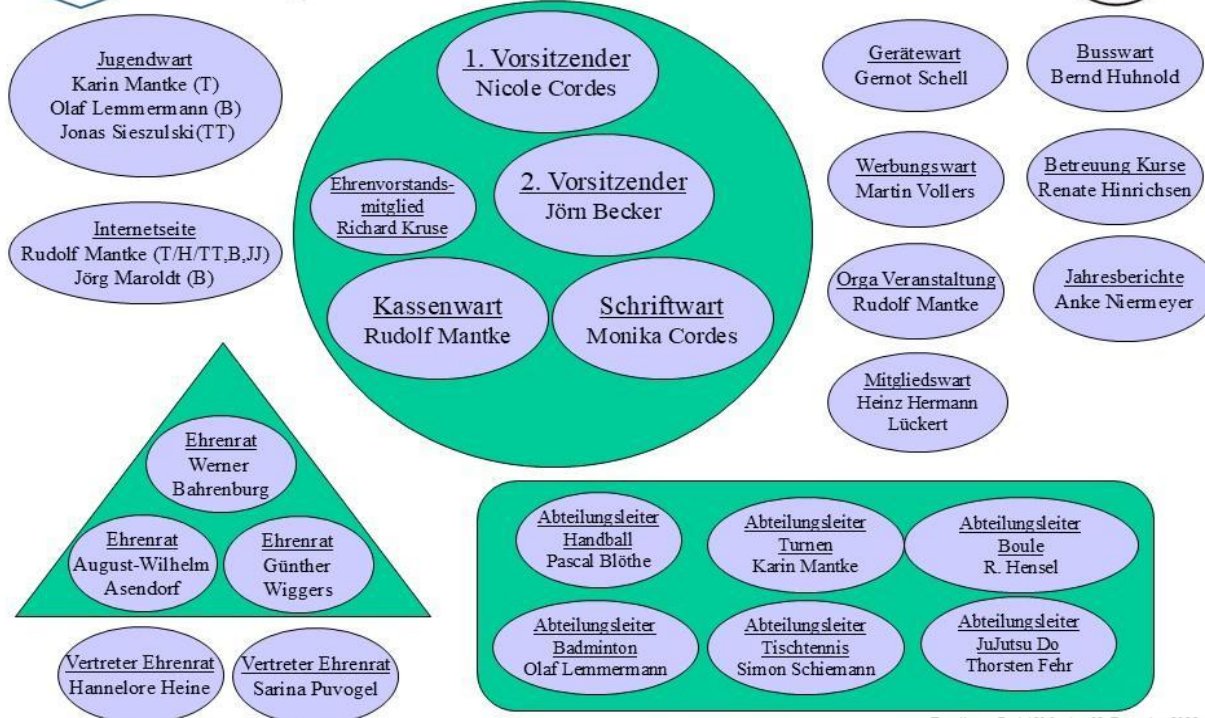 Jugendwart
Karin Mantke (T)
Olaf Lemmermann (B)
Jonas Sieszulski(TT)
Internetseite
Rudolf Mantke (T/H/TT,B,JJ)
Jörg Maroldt (B)
1. Vorsitzender
Nicole Cordes
2. Vorsitzender
Jörn Becker
Ehrenvorstands-
mitglied
Richard Kruse
Kassenwart
Rudolf Mantke
Schriftwart
Monika Cordes
Gerätewart
Gernot Schell
Busswart
Bernd Huhnold
Werbungswart
Martin Vollers
Betreuung Kurse
Renate Hinrichsen
Orga Veranstaltung
Rudolf Mantke
Jahresberichte
Anke Niermeyer
Mitgliedswart
Heinz Hermann
Lückert
Ehrenrat
Werner
Bahrenburg
Ehrenrat
August-Wilhelm
Asendorf
Ehrenrat
Günther
Wiggers
Vertreter Ehrenrat
Hannelore Heine
Vertreter Ehrenrat
Sarina Puvogel
Abteilungsleiter
Handball
Pascal Blöthe
Abteilungsleiter
Turnen
Karin Mantke
Abteilungsleiter
Boule
R. Hensel
Abteilungsleiter
Badminton
Olaf Lemmermann
Abteilungsleiter
Tischtennis
Simon Schiemann
Abteilungsleiter
JuJutsu Do
Thorsten Fehr